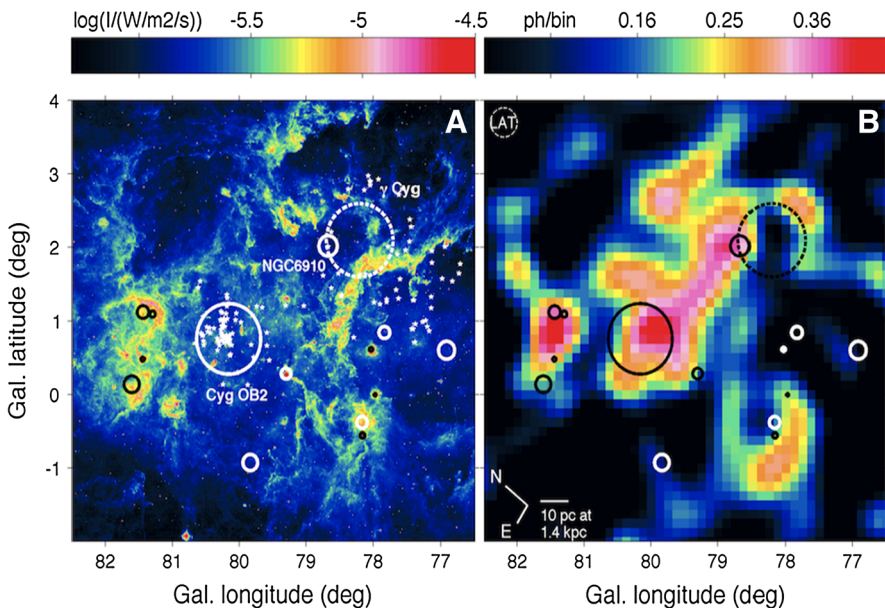 log(I/(W/m2/s)) -5.5 -5 -4.5
ph/bin 0.16 0.25 0.36
A
B
LAT
4
3
2
1
0
-1
Gal. latitude (deg)
γ Cyg
NGC6910
Cyg OB2
N
E
10 pc at
1.4 kpc
82 81 80 79 78 77
82 81 80 79 78 77
Gal. longitude (deg)
Gal. longitude (deg)